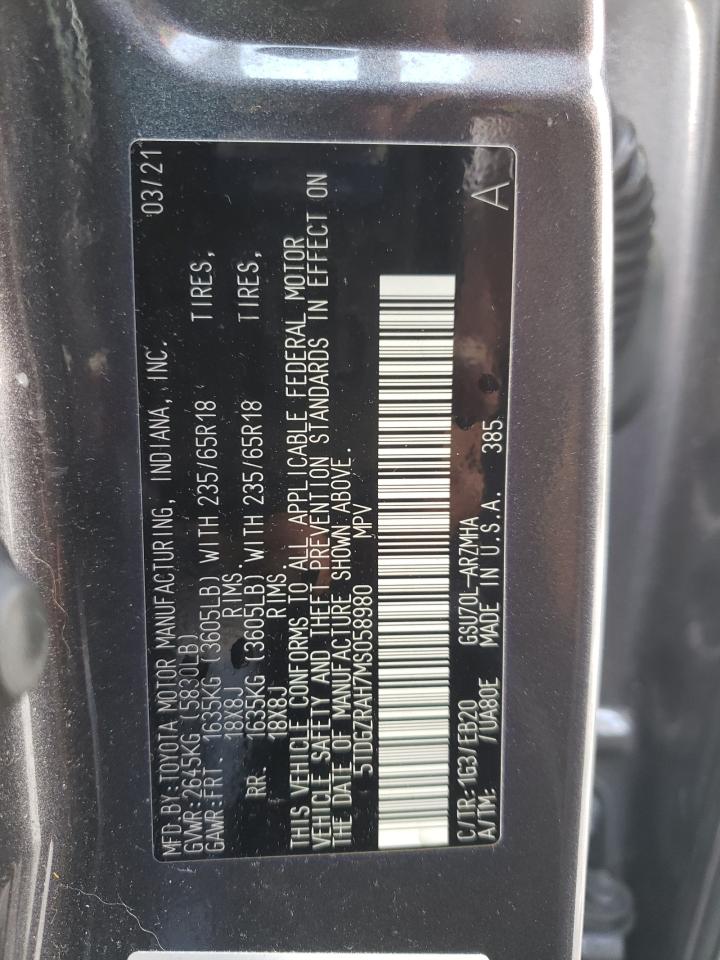 MFD.BY:TOYOTA MOTOR MANUFACTURING, INDIANA, INC. 03/21
GVWR:2645KG (5830LB)
GAWR:FRT. 1635KG (3605LB) WITH 235/65R18 TIRES,
18X8J RIMS.
RR. 1635KG (3605LB) WITH 235/65R18 TIRES,
18X8J RIMS
THIS VEHICLE CONFORMS TO ALL APPLICABLE FEDERAL MOTOR
VEHICLE SAFETY AND THEFT PREVENTION STANDARDS IN EFFECT ON
THE DATE OF MANUFACTURE SHOWN ABOVE.
5TDGZRAH7MS058980 MPV
C/TR:1G3/EB20 GSU70L-ARZMHA
A/TM: /UA80E MADE IN U.S.A. 385
A